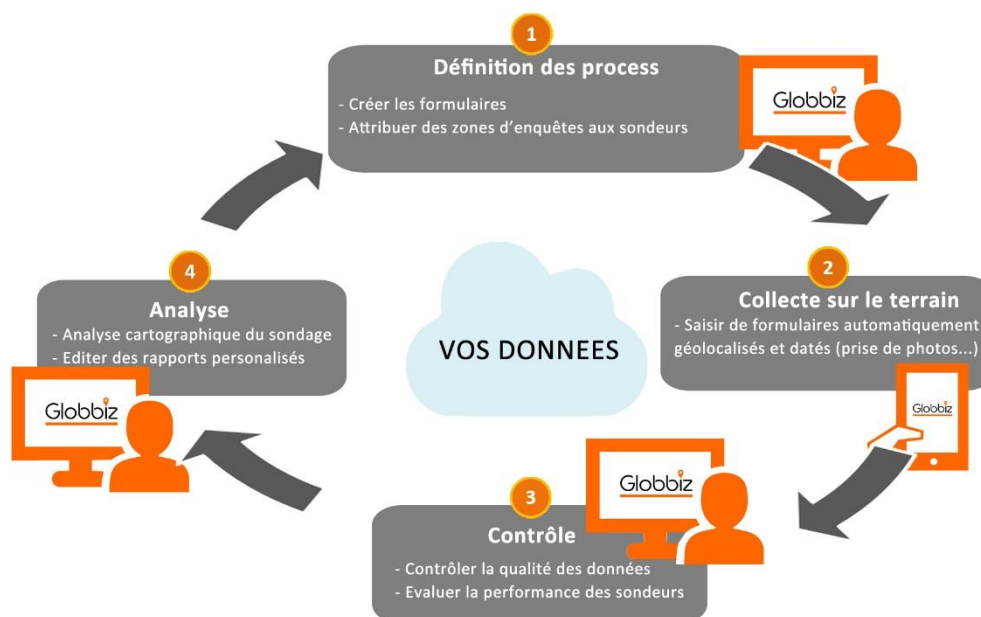 1
Définition des process
- Créer les formulaires
- Attribuer des zones d'enquêtes aux sondeurs
Globbiz
2
Collecte sur le terrain
- Saisir de formulaires automatiquement
géolocalisés et datés (prise de photos...)
Globbiz
3
Contrôle
- Contrôler la qualité des données
- Evaluer la performance des sondeurs
Globbiz
4
Analyse
- Analyse cartographique du sondage
- Editer des rapports personalisés
Globbiz
VOS DONNEES